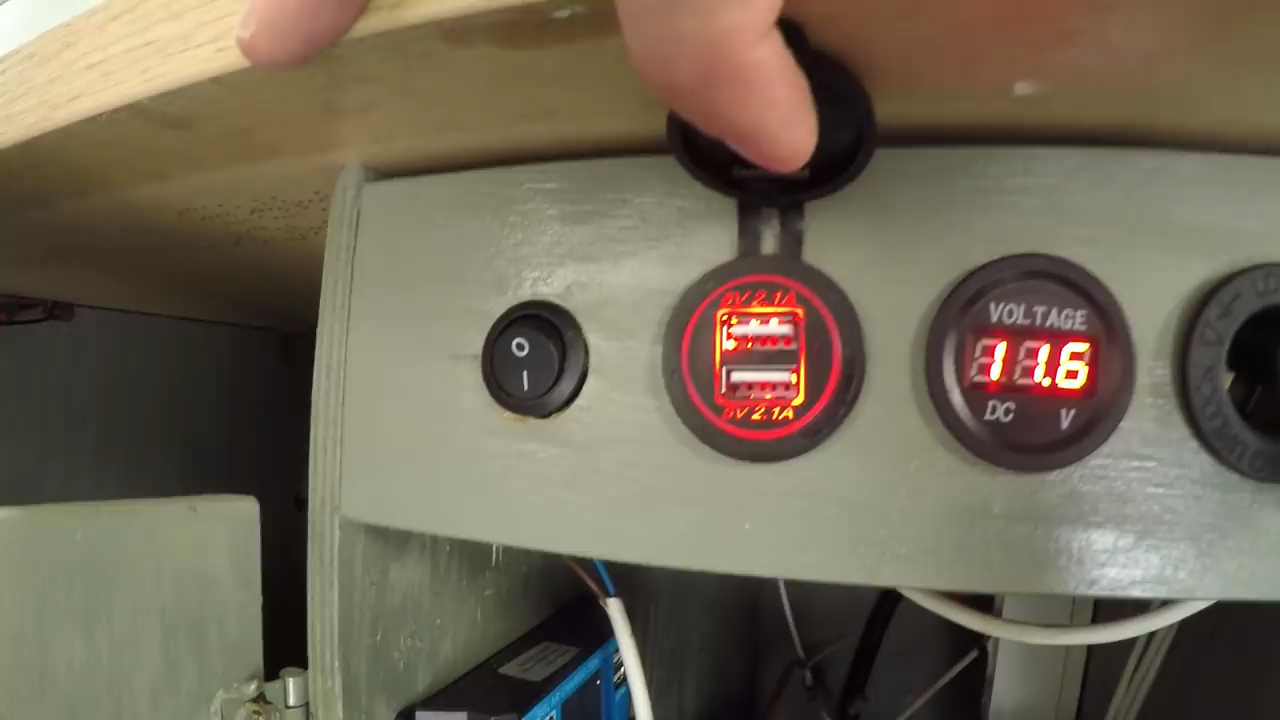 O
I
5V 2.1A
5V 2.1A
VOLTAGE
11.6
DC V